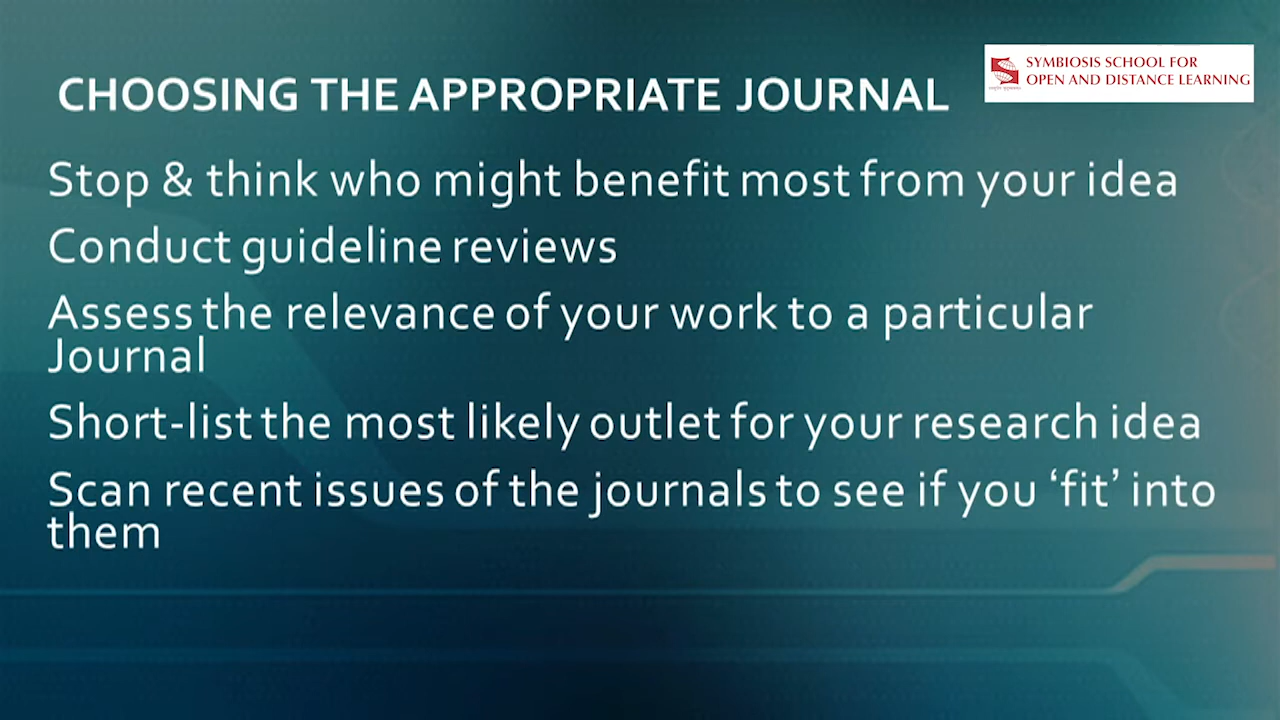 CHOOSING THE APPROPRIATE JOURNAL
SYMBIOSIS SCHOOL FOR
OPEN AND DISTANCE LEARNING
Stop & think who might benefit most from your idea
Conduct guideline reviews
Assess the relevance of your work to a particular
Journal
Short-list the most likely outlet for your research idea
Scan recent issues of the journals to see if you ‘fit’ into
them